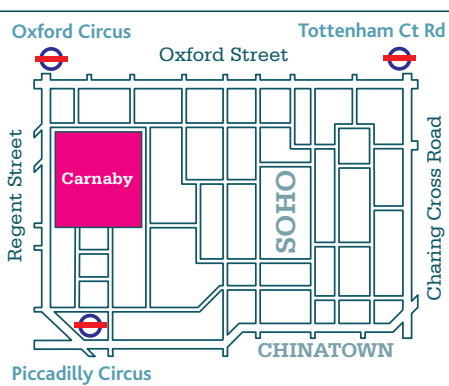 Oxford Circus
Tottenham Ct Rd
Oxford Street
Regent Street
Carnaby
SOHO
Charing Cross Road
CHINATOWN
Piccadilly Circus